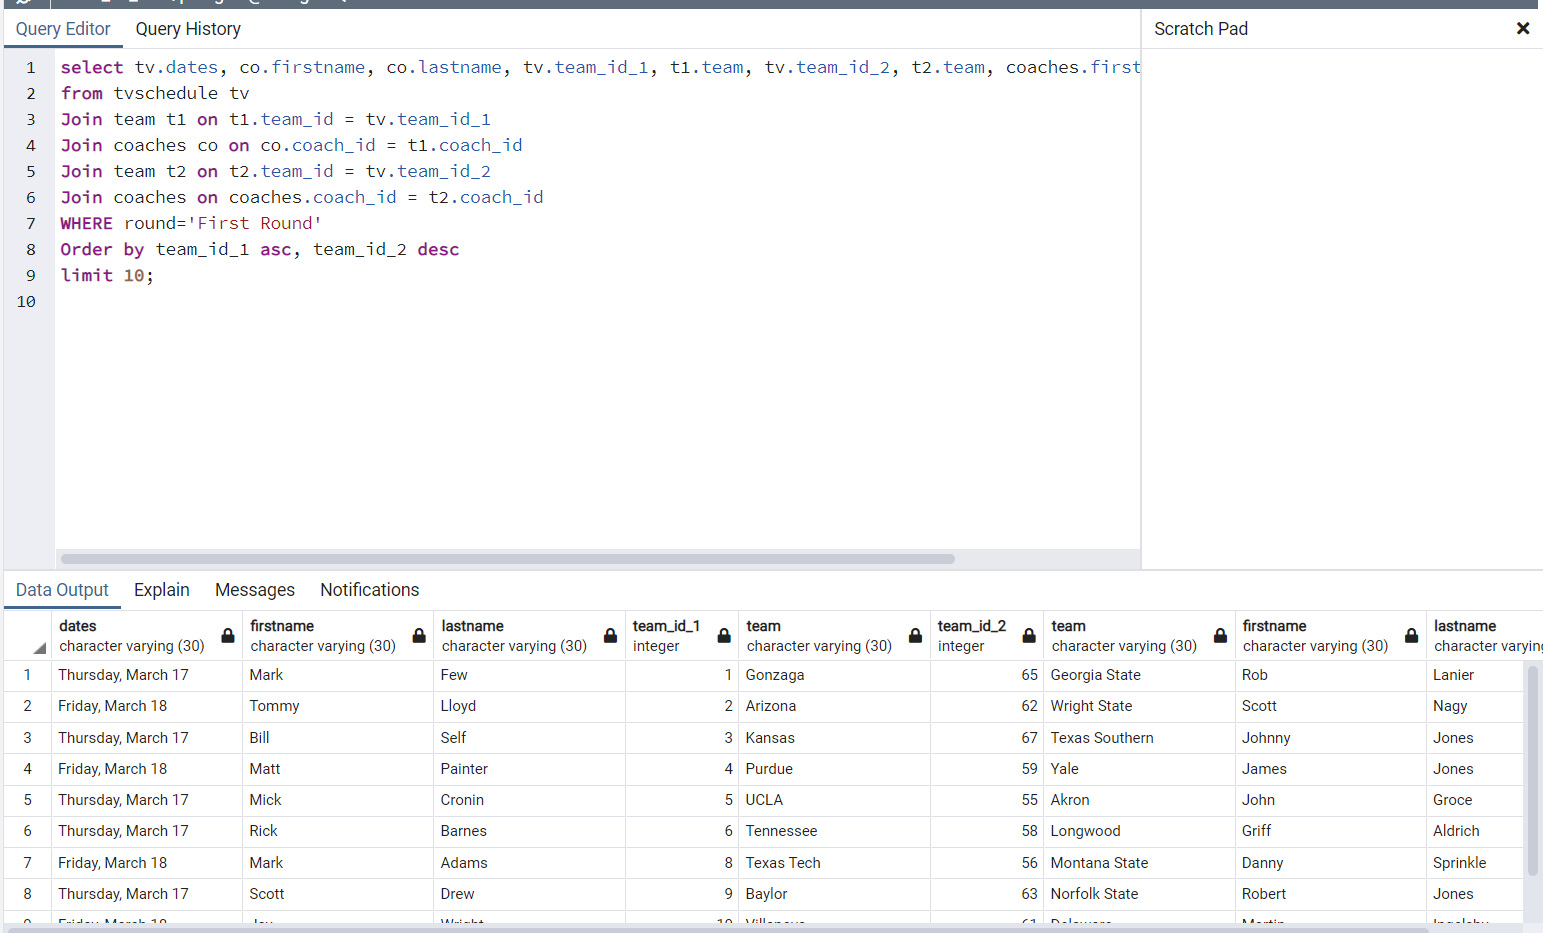 Query Editor Query History Scratch Pad
1 select tv.dates, co.firstname, co.lastname, tv.team_id_1, t1.team, tv.team_id_2, t2.team, coaches.first
2 from tvschedule tv
3 Join team t1 on t1.team_id = tv.team_id_1
4 Join coaches co on co.coach_id = t1.coach_id
5 Join team t2 on t2.team_id = tv.team_id_2
6 Join coaches on coaches.coach_id = t2.coach_id
7 WHERE round='First Round'
8 Order by team_id_1 asc, team_id_2 desc
9 limit 10;
10
Data Output Explain Messages Notifications
dates firstname lastname team_id_1 team team_id_2 team firstname lastname
character varying (30) character varying (30) character varying (30) integer character varying (30) integer character varying (30) character varying (30) character varying
1 Thursday, March 17 Mark Few 1 Gonzaga 65 Georgia State Rob Lanier
2 Friday, March 18 Tommy Lloyd 2 Arizona 62 Wright State Scott Nagy
3 Thursday, March 17 Bill Self 3 Kansas 67 Texas Southern Johnny Jones
4 Friday, March 18 Matt Painter 4 Purdue 59 Yale James Jones
5 Thursday, March 17 Mick Cronin 5 UCLA 55 Akron John Groce
6 Thursday, March 17 Rick Barnes 6 Tennessee 58 Longwood Griff Aldrich
7 Friday, March 18 Mark Adams 8 Texas Tech 56 Montana State Danny Sprinkle
8 Thursday, March 17 Scott Drew 9 Baylor 63 Norfolk State Robert Jones